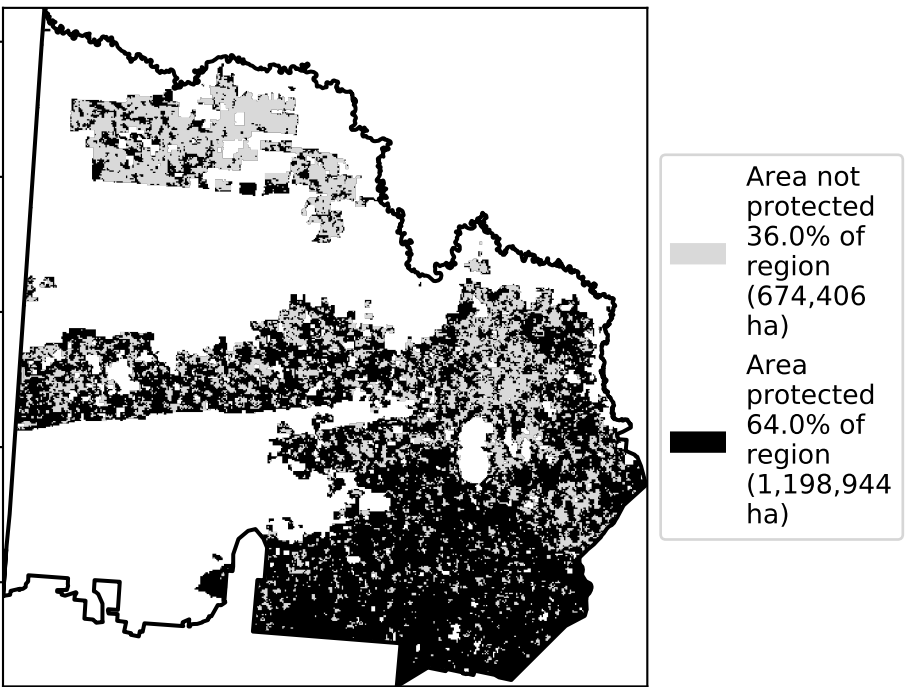 Area not
protected
36.0% of
region
(674,406
ha)
Area
protected
64.0% of
region
(1,198,944
ha)